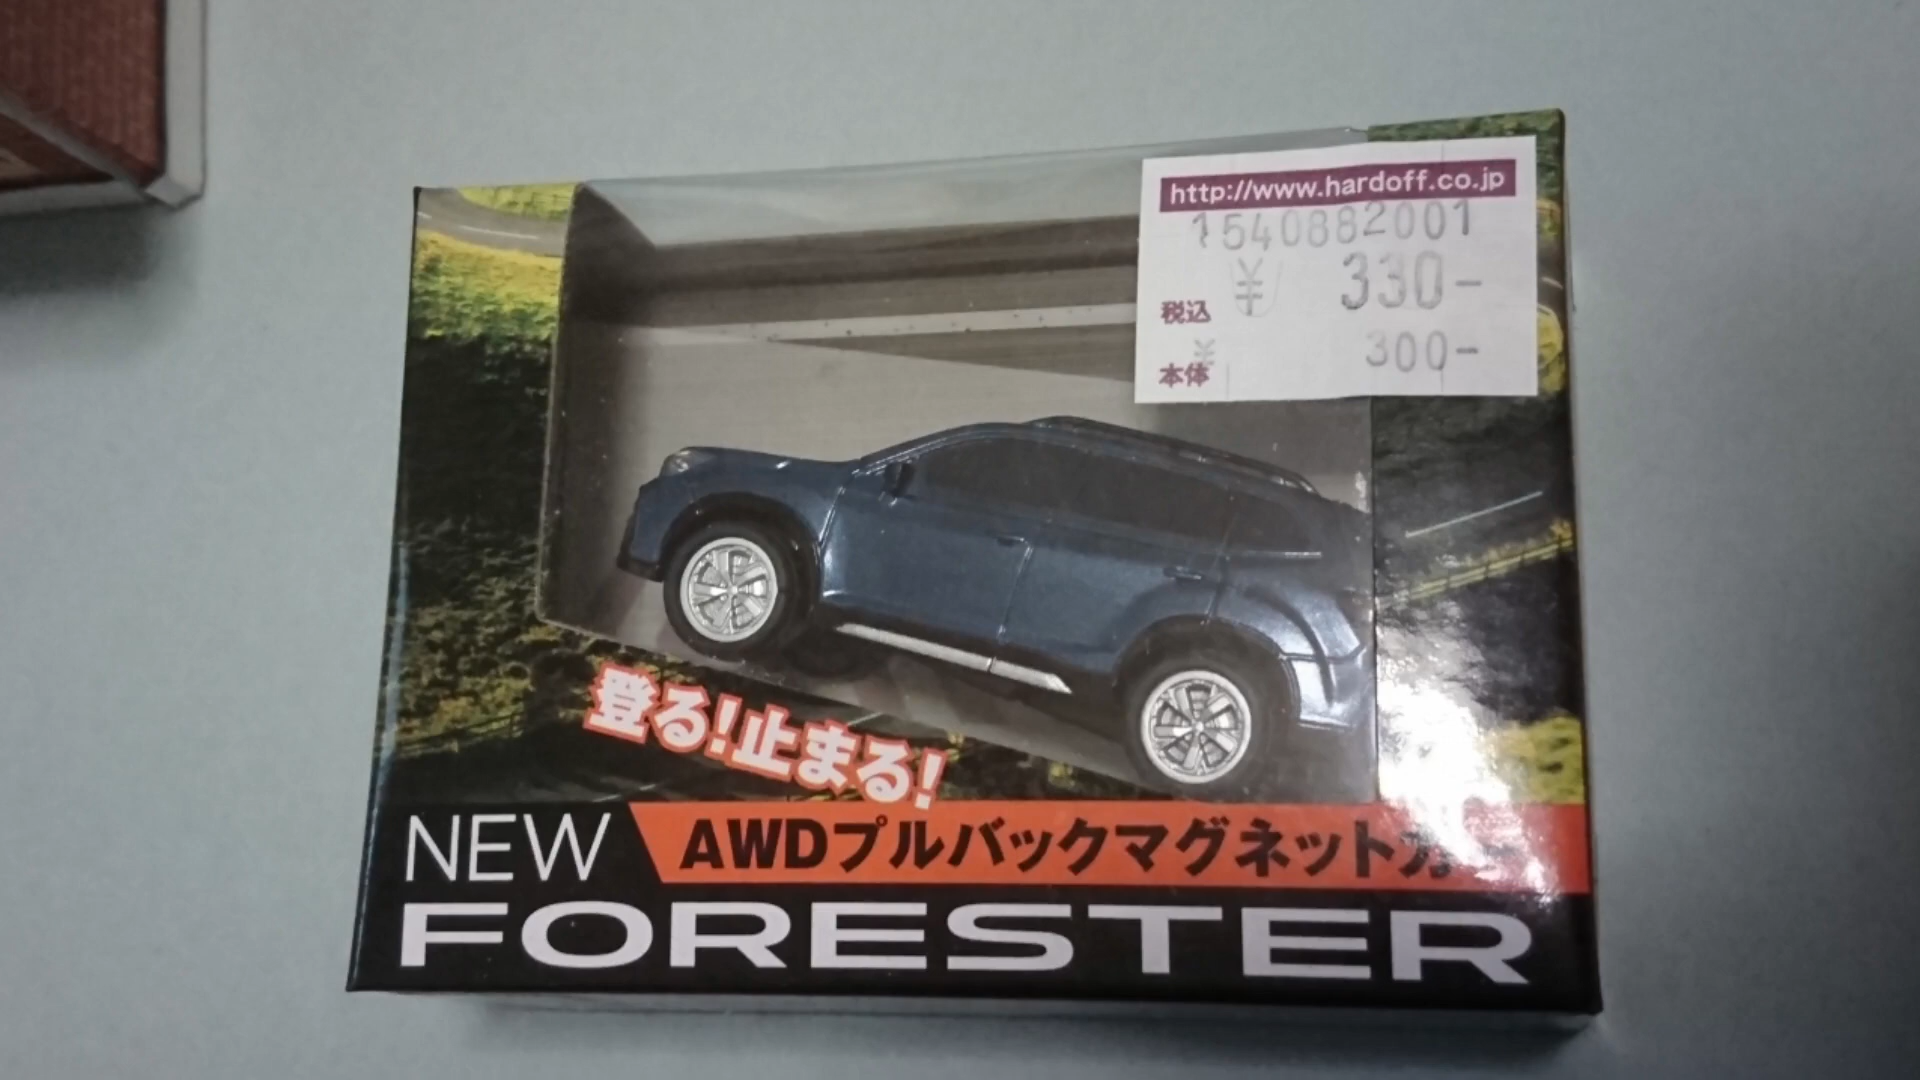 http://www.hardoff.co.jp
1540882001
税込 ¥ 330-
本体 ¥ 300-
登る!止まる!
NEW AWDプルバックマグネットカー
FORESTER